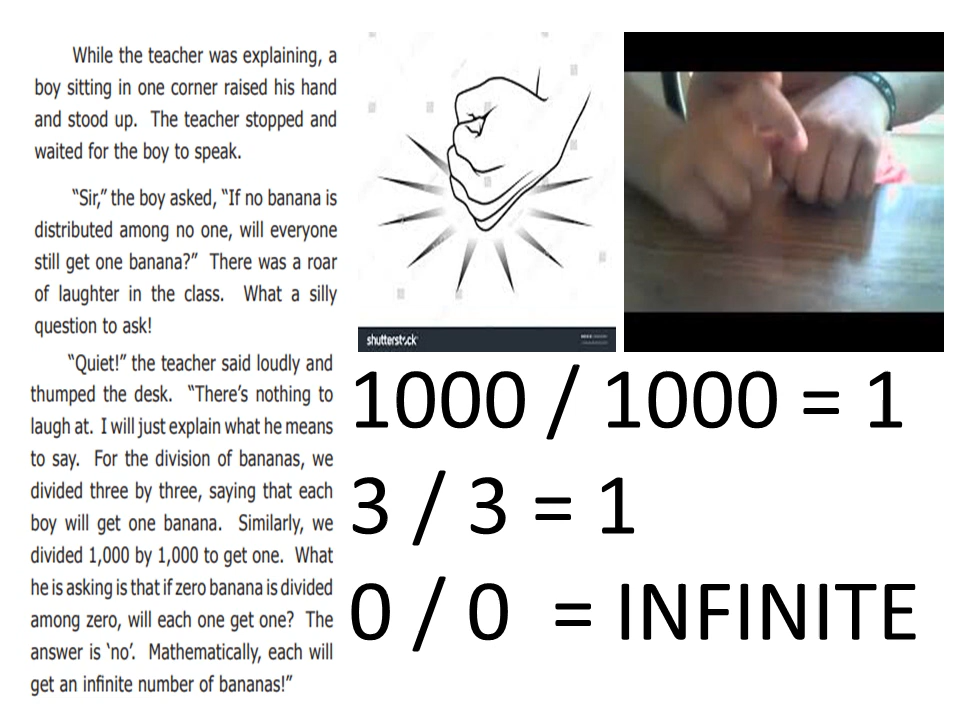 While the teacher was explaining, a
boy sitting in one corner raised his hand
and stood up. The teacher stopped and
waited for the boy to speak.
“Sir,” the boy asked, “If no banana is
distributed among no one, will everyone
still get one banana?” There was a roar
of laughter in the class. What a silly
question to ask!
“Quiet!” the teacher said loudly and
thumped the desk. “There’s nothing to
laugh at. I will just explain what he means
to say. For the division of bananas, we
divided three by three, saying that each
boy will get one banana. Similarly, we
divided 1,000 by 1,000 to get one. What
he is asking is that if zero banana is divided
among zero, will each one get one? The
answer is ‘no’. Mathematically, each will
get an infinite number of bananas!”
shutterstock
1000 / 1000 = 1
3 / 3 = 1
0 / 0 = INFINITE